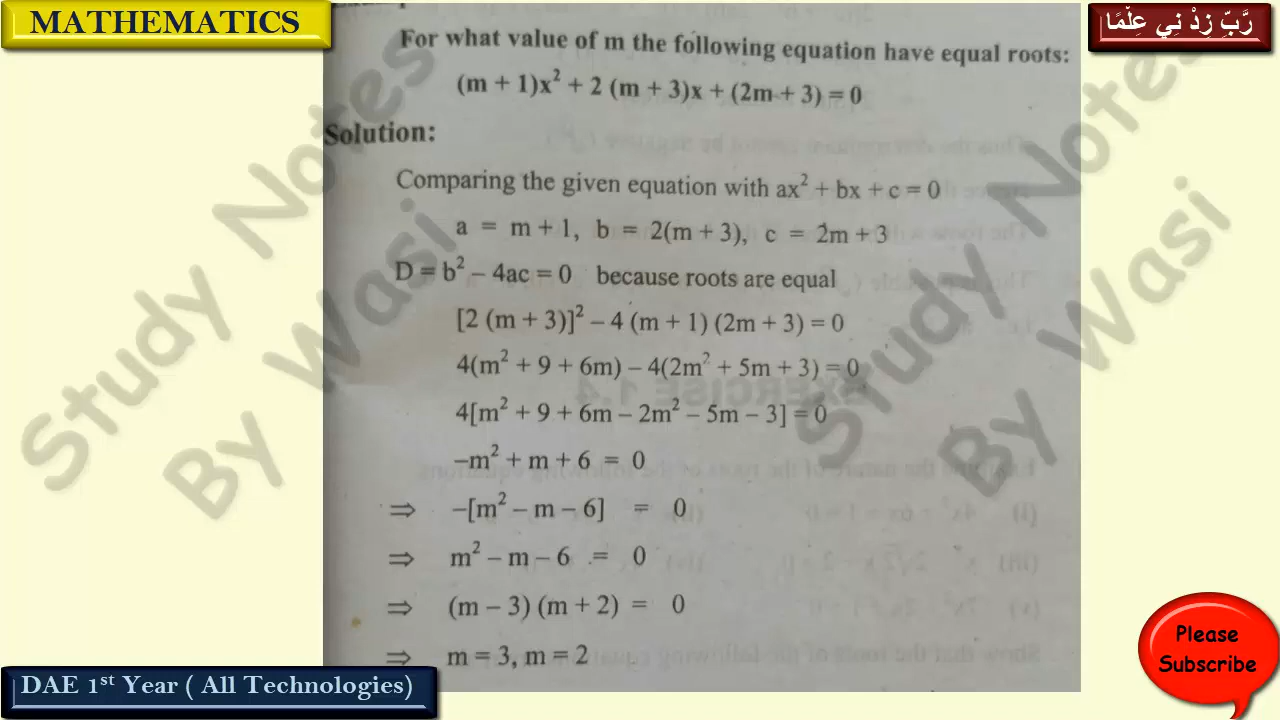 MATHEMATICS
رَّبِّ زِدْ نِي عِلْمًا
For what value of m the following equation have equal roots:
(m + 1)x² + 2 (m + 3)x + (2m + 3) = 0
Solution:
Comparing the given equation with ax² + bx + c = 0
a = m + 1, b = 2(m + 3), c = 2m + 3
D = b² – 4ac = 0 because roots are equal
[2 (m + 3)]² – 4 (m + 1) (2m + 3) = 0
4(m² + 9 + 6m) – 4(2m² + 5m + 3) = 0
4[m² + 9 + 6m – 2m² – 5m – 3] = 0
–m² + m + 6 = 0
⇒ –[m² – m – 6] = 0
⇒ m² – m – 6 = 0
⇒ (m – 3) (m + 2) = 0
⇒ m = 3, m = 2
Study Notes
By Wasi
Study Notes
By Wasi
Please
Subscribe
DAE 1st Year ( All Technologies)